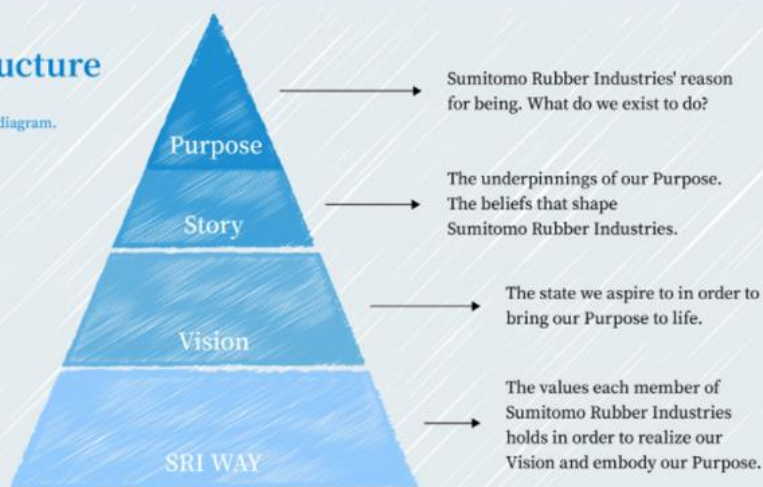 ucture
diagram.
Purpose
Sumitomo Rubber Industries' reason
for being. What do we exist to do?
Story
The underpinnings of our Purpose.
The beliefs that shape
Sumitomo Rubber Industries.
Vision
The state we aspire to in order to
bring our Purpose to life.
SRI WAY
The values each member of
Sumitomo Rubber Industries
holds in order to realize our
Vision and embody our Purpose.